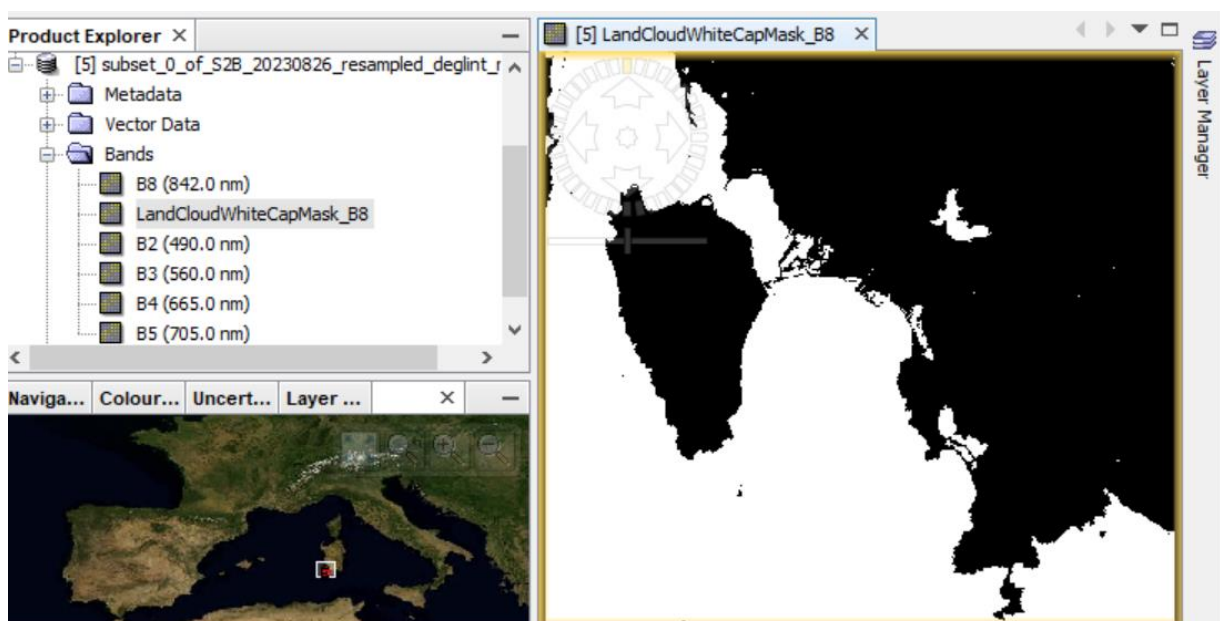 Product Explorer ×
[5] subset_0_of_S2B_20230826_resampled_deglint_r
Metadata
Vector Data
Bands
B8 (842.0 nm)
LandCloudWhiteCapMask_B8
B2 (490.0 nm)
B3 (560.0 nm)
B4 (665.0 nm)
B5 (705.0 nm)
Naviga... Colour... Uncert... Layer ... ×
[5] LandCloudWhiteCapMask_B8 ×
Layer Manager